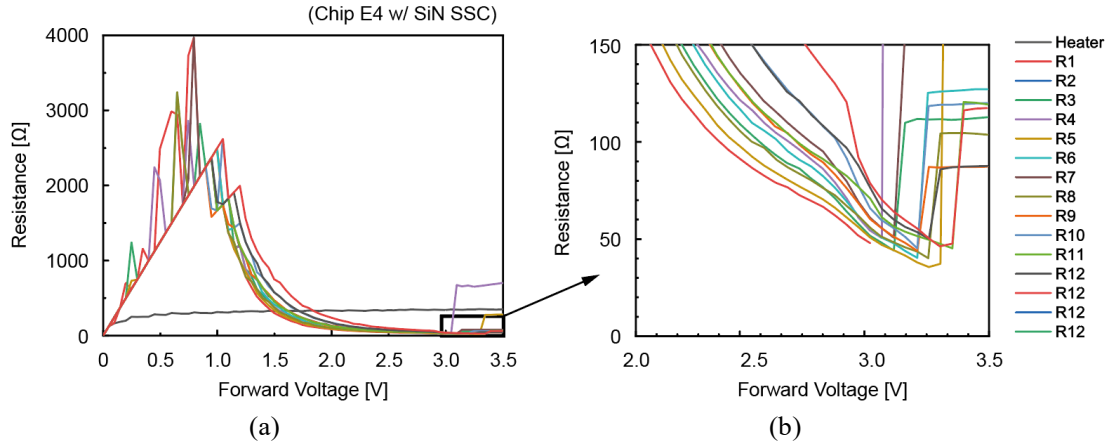 (Chip E4 w/ SiN SSC)
(a)
Resistance [Ω]
4000
3000
2000
1000
0
0
0.5
1.0
1.5
2.0
2.5
3.0
3.5
Forward Voltage [V]
(b)
Resistance [Ω]
150
100
50
0
2.0
2.5
3.0
3.5
Forward Voltage [V]
Heater
R1
R2
R3
R4
R5
R6
R7
R8
R9
R10
R11
R12
R12
R12
R12
(a)
(b)